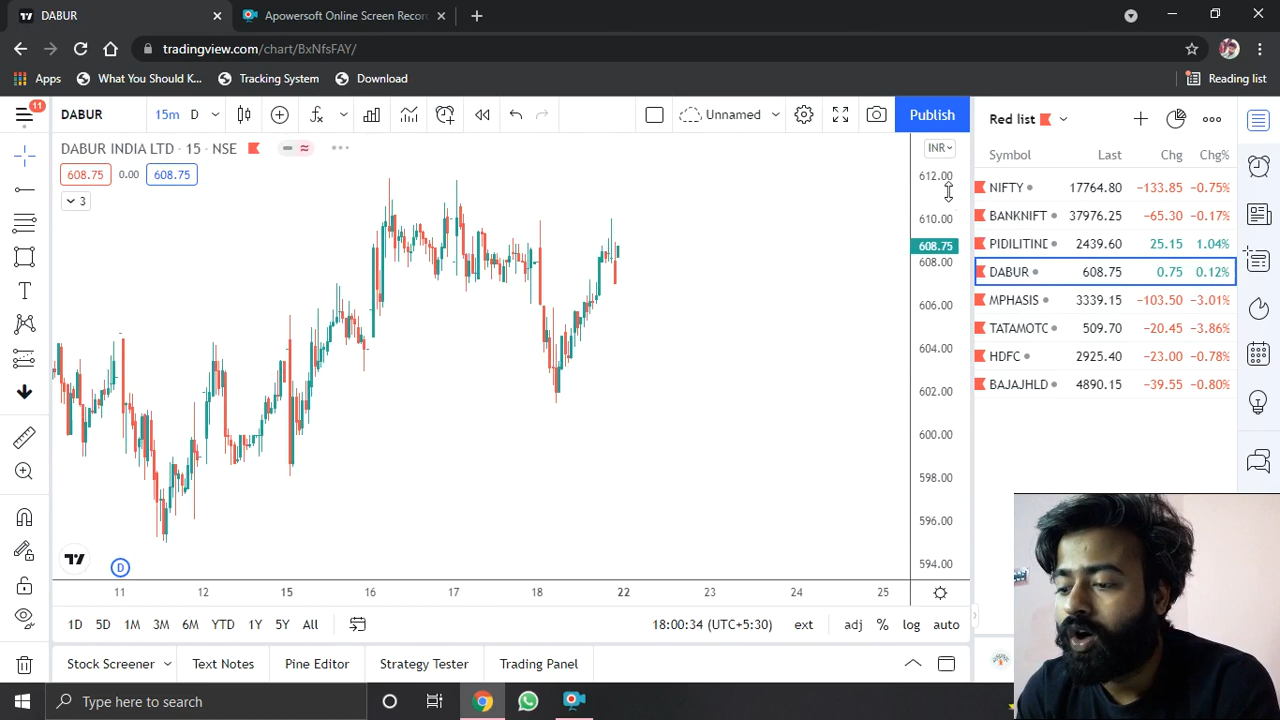 DABUR
Apowersoft Online Screen Recor
tradingview.com/chart/BxNfsFAY/
Apps
What You Should K...
Tracking System
Download
Reading list
11
DABUR
15m
D
Unnamed
Publish
Red list
DABUR INDIA LTD · 15 · NSE
INR
608.75
0.00
608.75
3
Symbol
Last
Chg
Chg%
NIFTY 17764.80 −133.85 −0.75%
BANKNIFT 37976.25 −65.30 −0.17%
PIDILITINE 2439.60 25.15 1.04%
DABUR 608.75 0.75 0.12%
MPHASIS 3339.15 −103.50 −3.01%
TATAMOTO 509.70 −20.45 −3.86%
HDFC 2925.40 −23.00 −0.78%
BAJAJHLD 4890.15 −39.55 −0.80%
612.00
610.00
608.75
608.00
606.00
604.00
602.00
600.00
598.00
596.00
594.00
D
11 12 15 16 17 18 22 23 24 25
1D 5D 1M 3M 6M YTD 1Y 5Y All
18:00:34 (UTC+5:30)
ext
adj
%
log
auto
Stock Screener
Text Notes
Pine Editor
Strategy Tester
Trading Panel
Type here to search